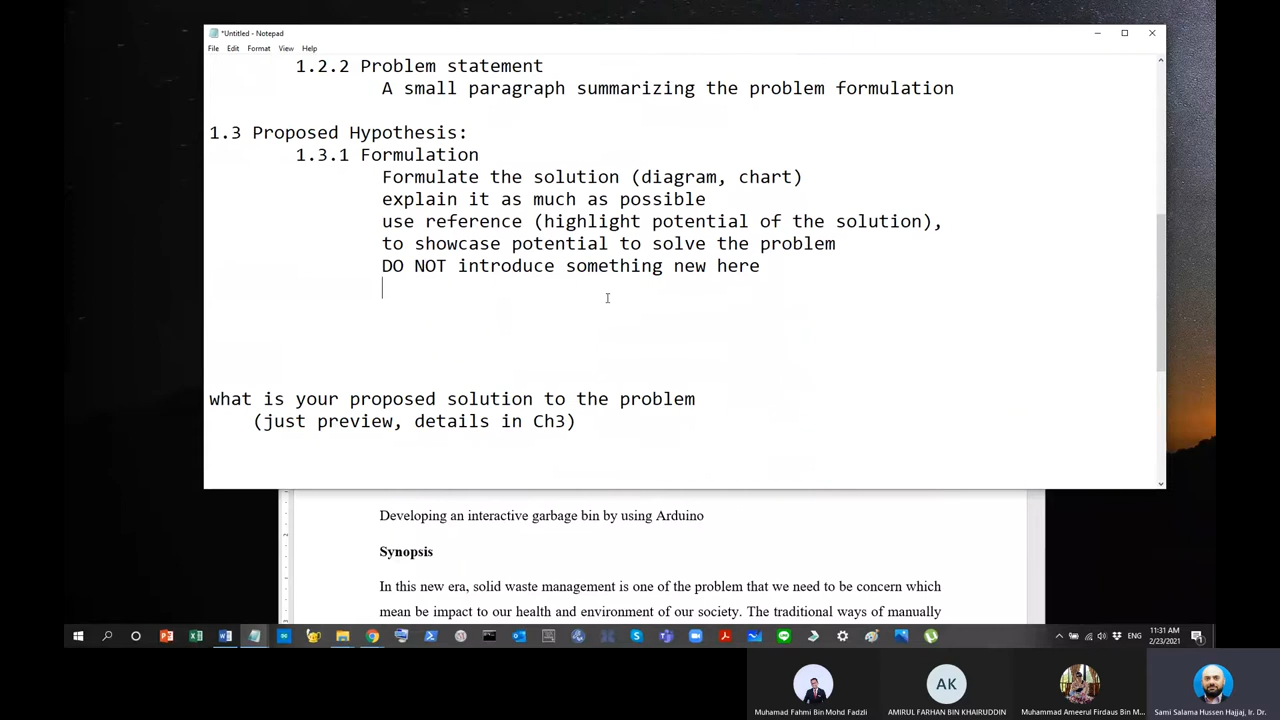 *Untitled - Notepad
File Edit Format View Help
1.2.2 Problem statement
A small paragraph summarizing the problem formulation
1.3 Proposed Hypothesis:
1.3.1 Formulation
Formulate the solution (diagram, chart)
explain it as much as possible
use reference (highlight potential of the solution),
to showcase potential to solve the problem
DO NOT introduce something new here
what is your proposed solution to the problem
(just preview, details in Ch3)
Developing an interactive garbage bin by using Arduino
Synopsis
In this new era, solid waste management is one of the problem that we need to be concern which
mean be impact to our health and environment of our society. The traditional ways of manually
ENG
11:31 AM
2/23/2021
AK
Muhamad Fahmi Bin Mohd Fadzli
AMIRUL FARHAN BIN KHAIRUDDIN
Muhammad Ameerul Firdaus Bin M...
Sami Salama Hussen Hajjaj, Ir. Dr.